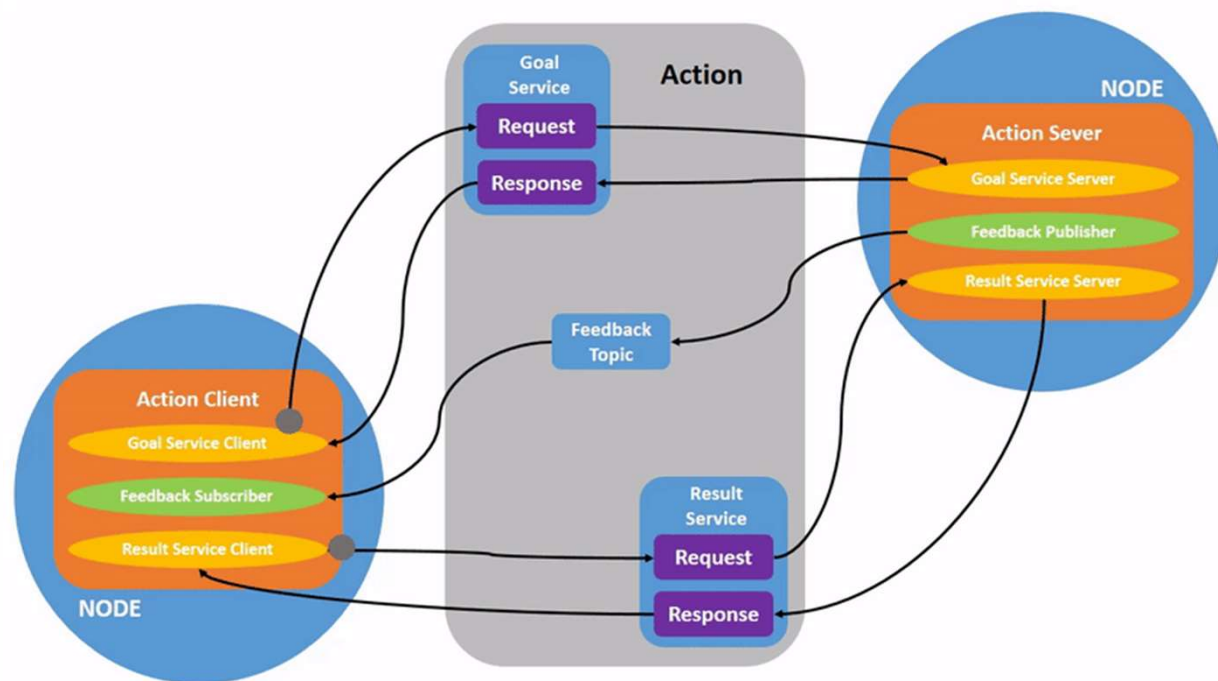 Goal
Service
Request
Response
Action
NODE
Action Sever
Goal Service Server
Feedback Publisher
Result Service Server
Feedback
Topic
Action Client
Goal Service Client
Feedback Subscriber
Result Service Client
NODE
Result
Service
Request
Response